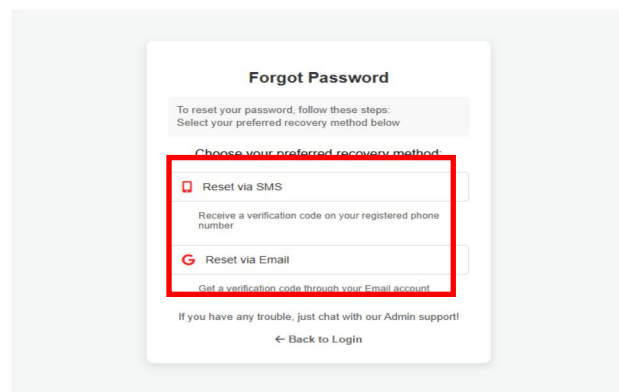 Forgot Password
To reset your password, follow these steps:
Select your preferred recovery method below
Choose your preferred recovery method:
Reset via SMS
Receive a verification code on your registered phone
number
Reset via Email
Get a verification code through your Email account
If you have any trouble, just chat with our Admin support!
← Back to Login